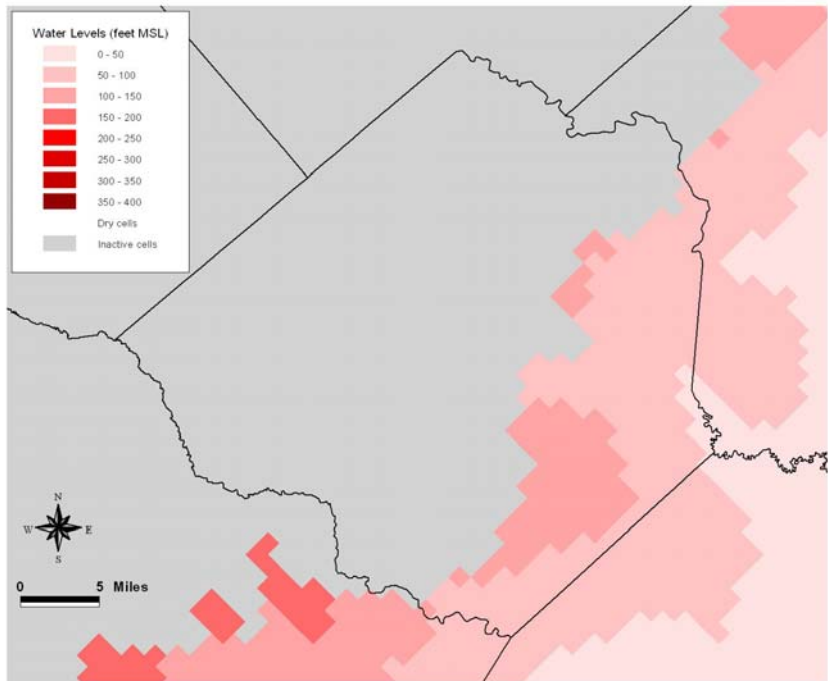 Water Levels (feet MSL)
0 - 50
50 - 100
100 - 150
150 - 200
200 - 250
250 - 300
300 - 350
350 - 400
Dry cells
Inactive cells
N
W E
S
0 5 Miles